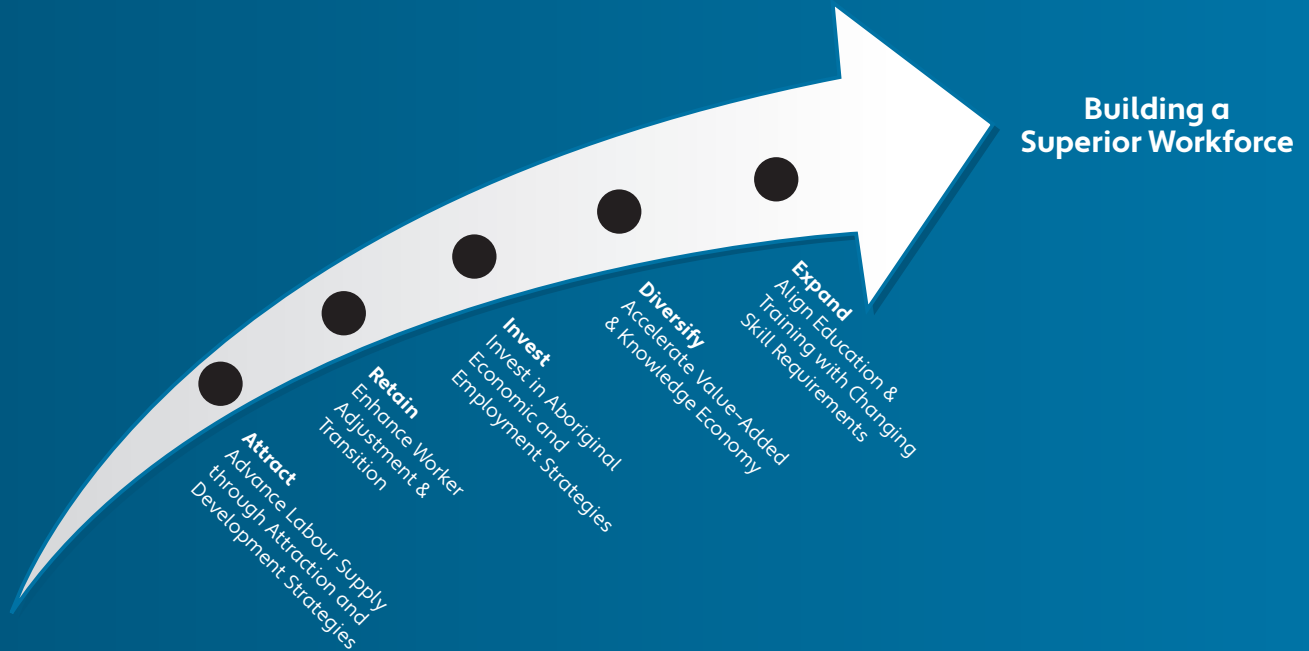 Building a
Superior Workforce
Attract
Advance Labour Supply
through Attraction and
Development Strategies
Retain
Enhance Worker
Adjustment &
Transition
Invest
Invest in Aboriginal
Economic and
Employment Strategies
Diversify
Accelerate Value–Added
& Knowledge Economy
Expand
Align Education &
Training with Changing
Skill Requirements